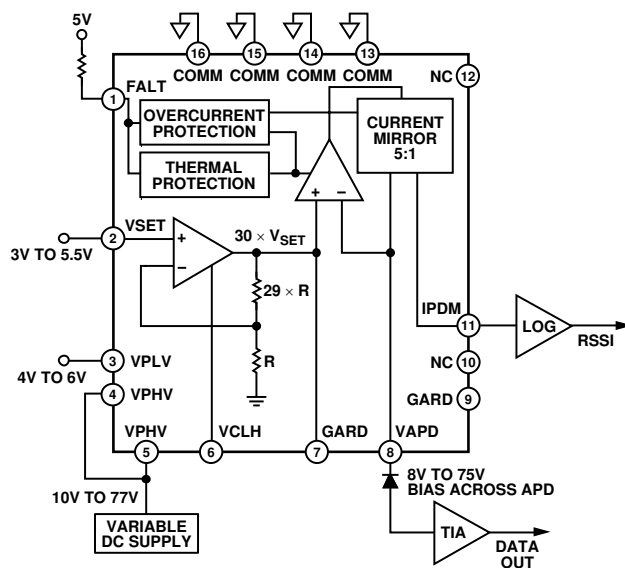 5V
16
15
14
13
COMM
COMM
COMM
COMM
NC
12
1
FALT
OVERCURRENT
PROTECTION
CURRENT
MIRROR
5:1
THERMAL
PROTECTION
+
–
2
VSET
3V TO 5.5V
+
–
30 × VSET
29 × R
R
IPDM
11
LOG
RSSI
3
VPLV
4V TO 6V
4
VPHV
NC
10
GARD
9
VPHV
VCLH
GARD
VAPD
5
6
7
8
10V TO 77V
8V TO 75V
BIAS ACROSS APD
VARIABLE
DC SUPPLY
TIA
DATA
OUT